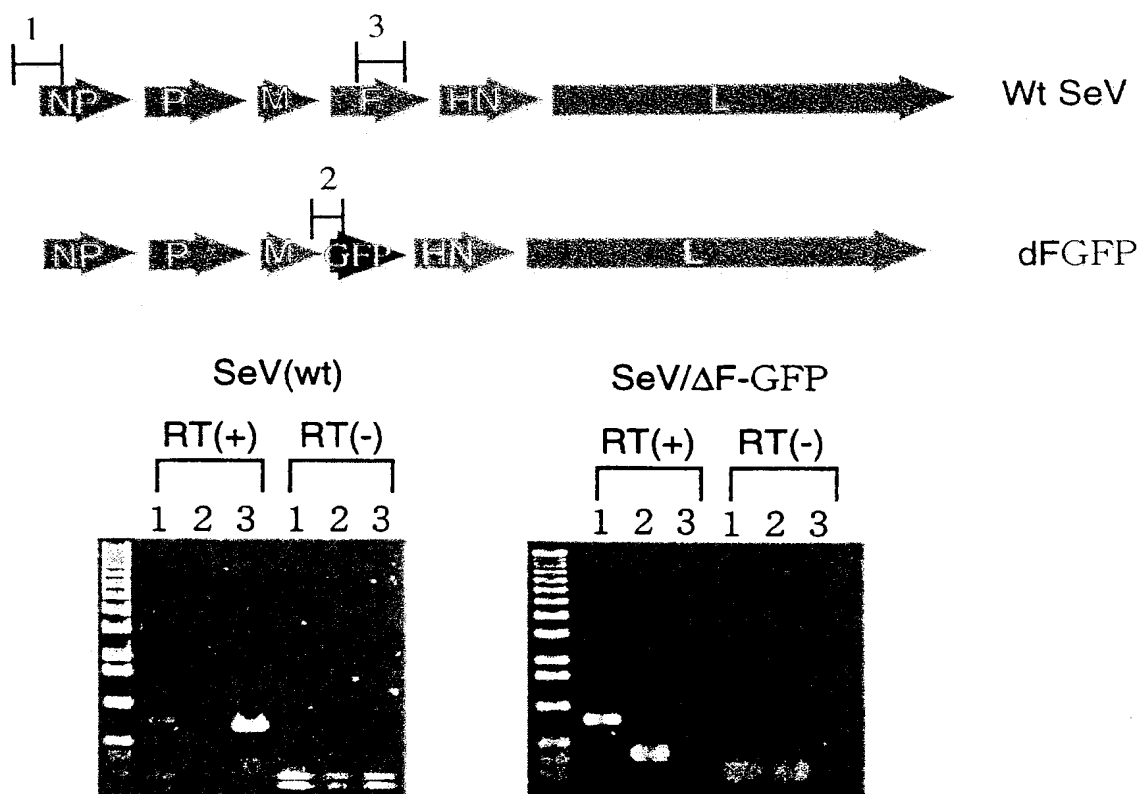 1 3
NP P M F HN L Wt SeV
2
NP P M GFP HN L dFGFP
SeV(wt) SeV/ΔF-GFP
RT(+) RT(-) RT(+) RT(-)
1 2 3 1 2 3 1 2 3 1 2 3